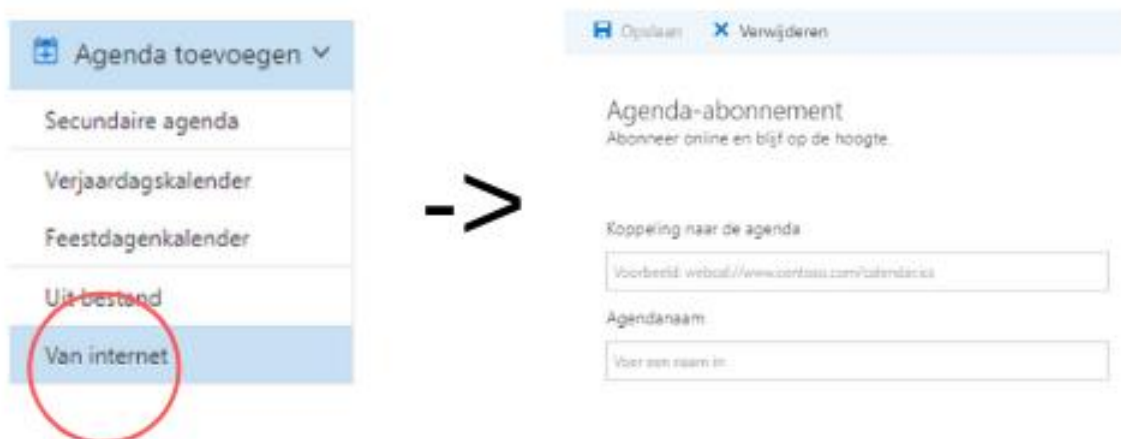 Agenda toevoegen
Secundaire agenda
Verjaardagskalender
Feestdagenkalender
Uit bestand
Van internet
->
Opslaan Verwijderen
Agenda-abonnement
Abonneer online en blijf op de hoogte.
Koppeling naar de agenda
Voorbeeld: webcal://www.contoso.com/calendar.ics
Agendanaam
Voer een naam in